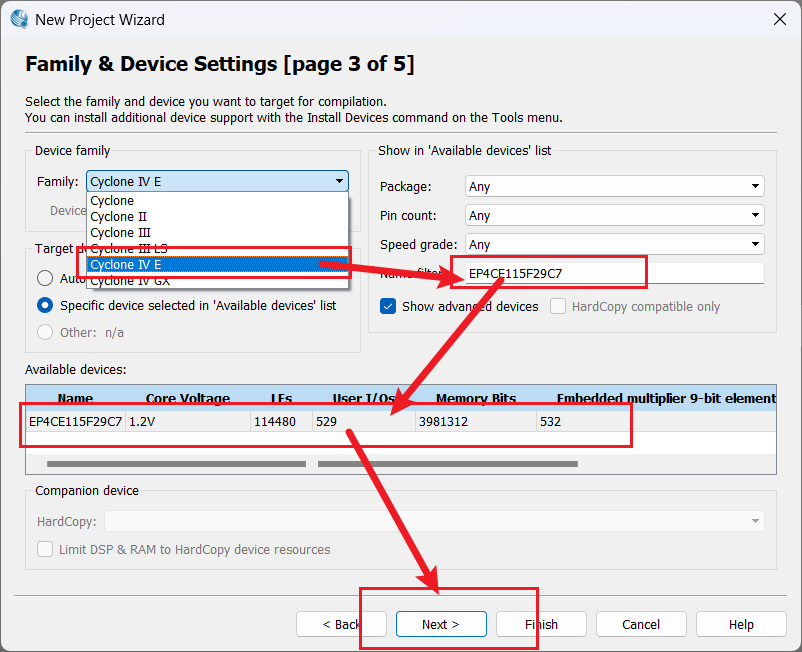 New Project Wizard
Family & Device Settings [page 3 of 5]
Select the family and device you want to target for compilation.
You can install additional device support with the Install Devices command on the Tools menu.
Device family
Family: Cyclone IV E
Cyclone
Cyclone II
Cyclone III
Cyclone III LS
Cyclone IV E
Cyclone IV GX
Device
Target d
Auto
Specific device selected in 'Available devices' list
Other: n/a
Show in 'Available devices' list
Package: Any
Pin count: Any
Speed grade: Any
Name filter: EP4CE115F29C7
Show advanced devices HardCopy compatible only
Available devices:
Name Core Voltage LEs User I/Os Memory Bits Embedded multiplier 9-bit element
EP4CE115F29C7 1.2V 114480 529 3981312 532
Companion device
HardCopy:
Limit DSP & RAM to HardCopy device resources
< Back Next > Finish Cancel Help